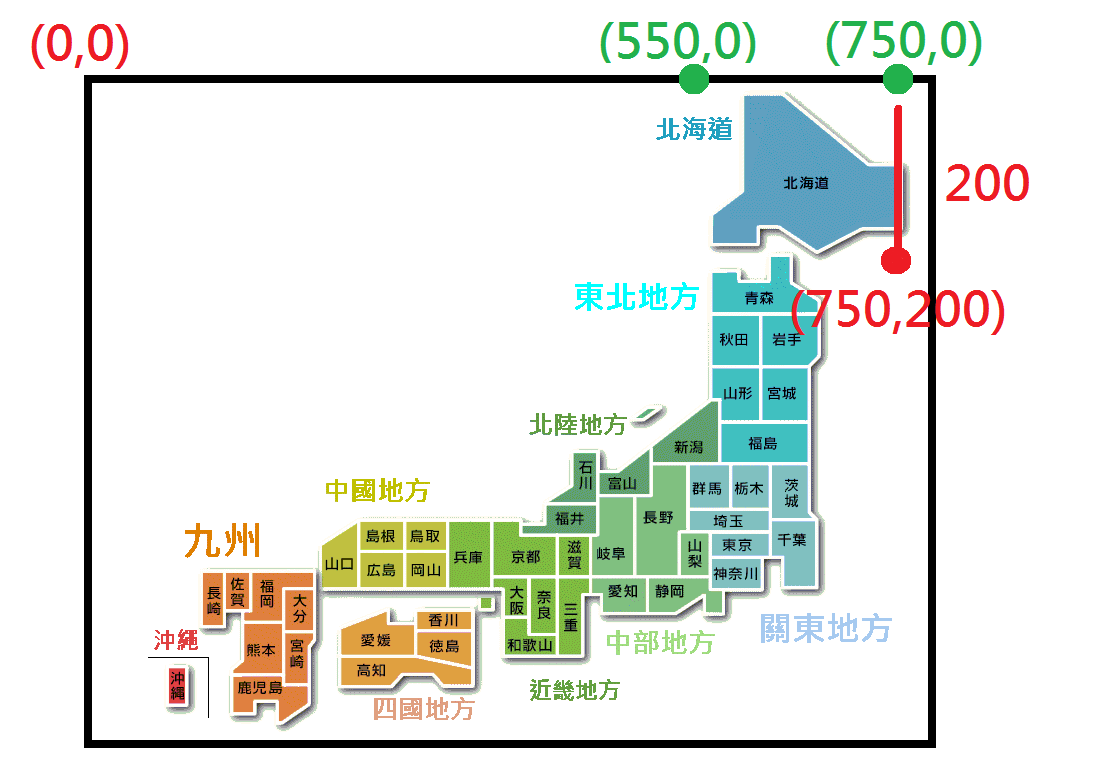 (0,0)
(550,0)
(750,0)
北海道
北海道
200
東北地方
青森
(750,200)
秋田
岩手
山形
宮城
北陸地方
新潟
福島
石川
富山
群馬
栃木
茨城
中國地方
長野
福井
埼玉
九州
島根
鳥取
兵庫
京都
滋賀
岐阜
山梨
東京
千葉
山口
広島
岡山
神奈川
長崎
佐賀
福岡
大分
大阪
奈良
三重
愛知
静岡
香川
關東地方
沖繩
愛媛
徳島
和歌山
中部地方
熊本
宮崎
高知
沖縄
鹿児島
近畿地方
四國地方